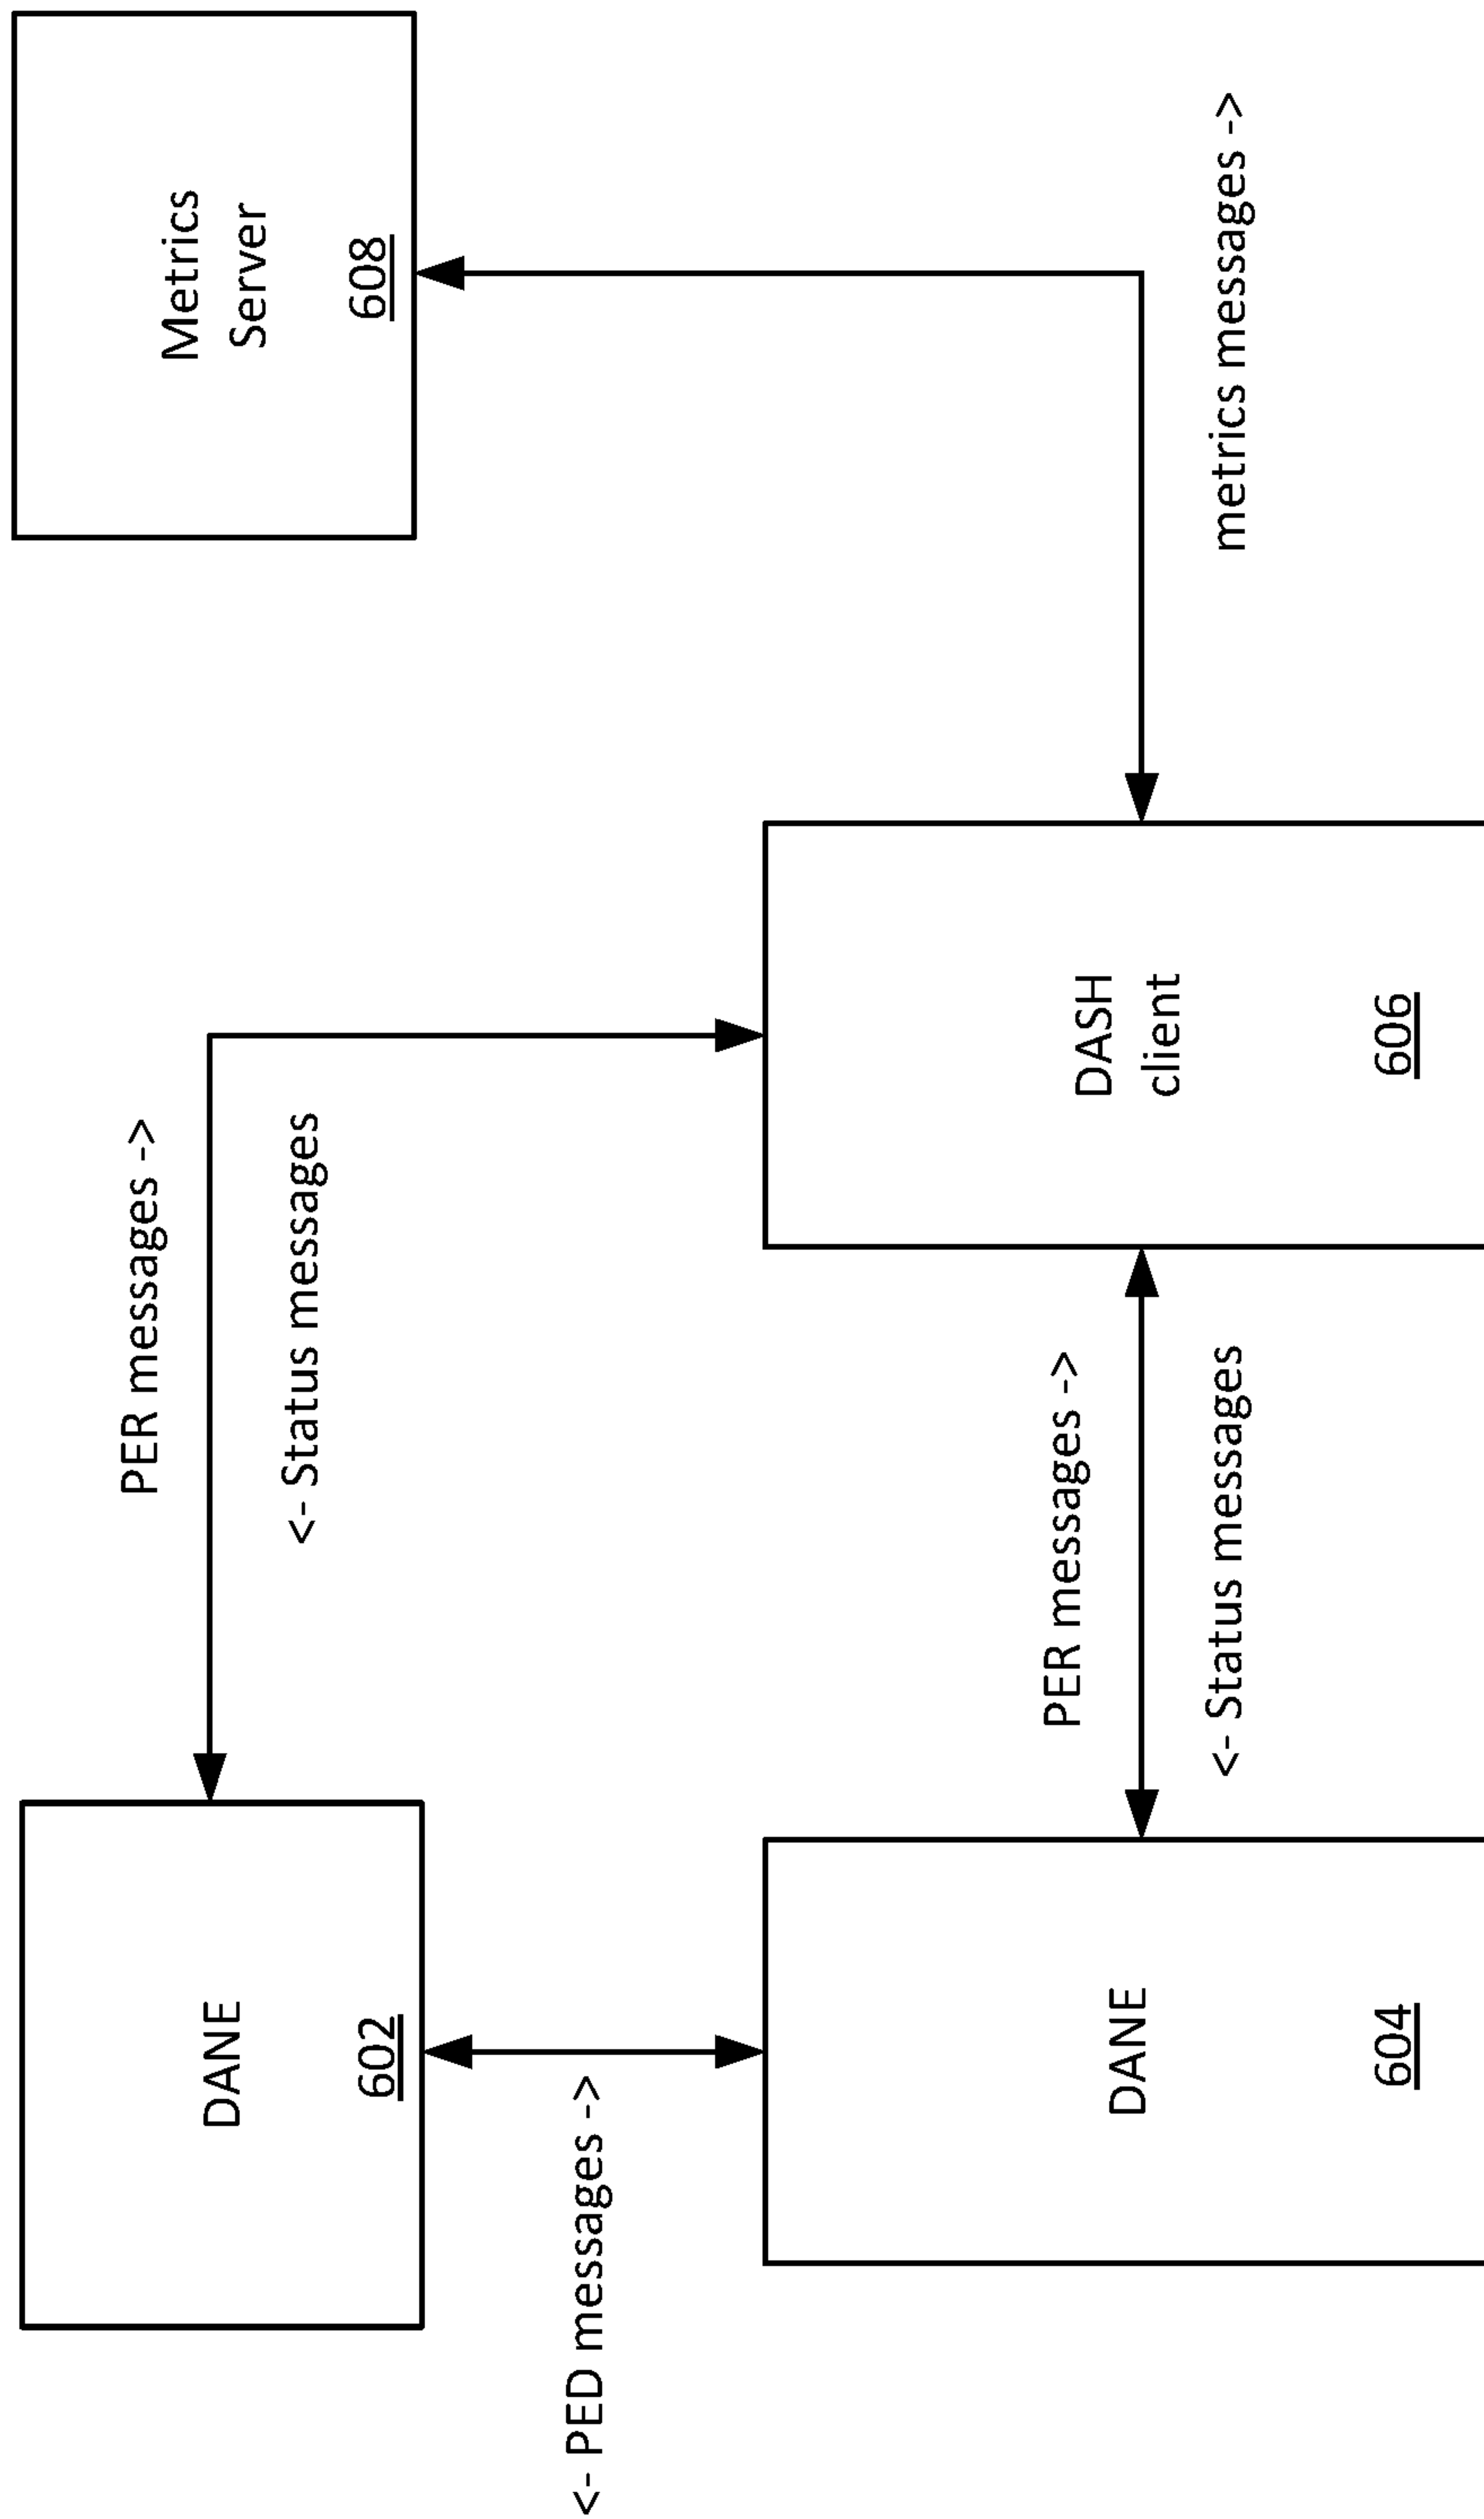 DANE
602
PER messages ->
<- Status messages
Metrics
Server
608
<- PED messages ->
DANE
604
PER messages ->
<- Status messages
DASH
client
606
metrics messages ->